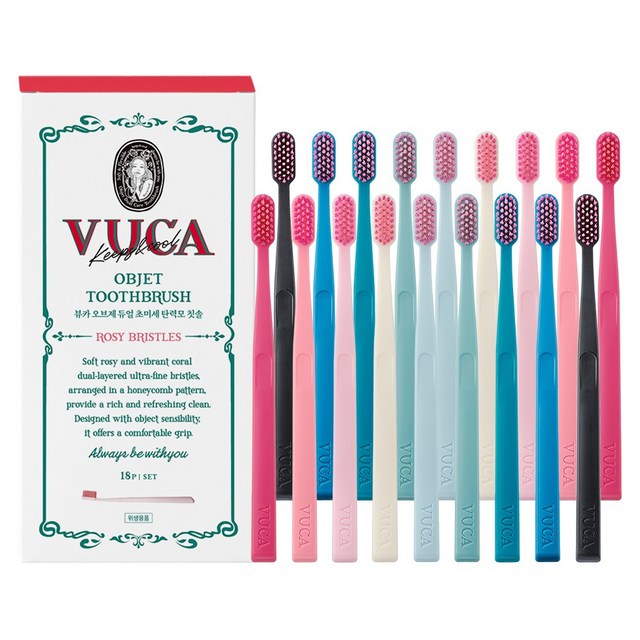 VUCA
Keep&cool
OBJET
TOOTHBRUSH
뷰카 오브제 듀얼 초미세 탄력모 칫솔
ROSY BRISTLES
Soft rosy and vibrant coral
dual-layered ultra-fine bristles,
arranged in a honeycomb pattern,
provide a rich and refreshing clean.
Designed with object sensibility,
it offers a comfortable grip.
Always be with you
18P | SET
위생용품
VUCA
VUCA
VUCA
VUCA
VUCA
VUCA
VUCA
VUCA
VUCA